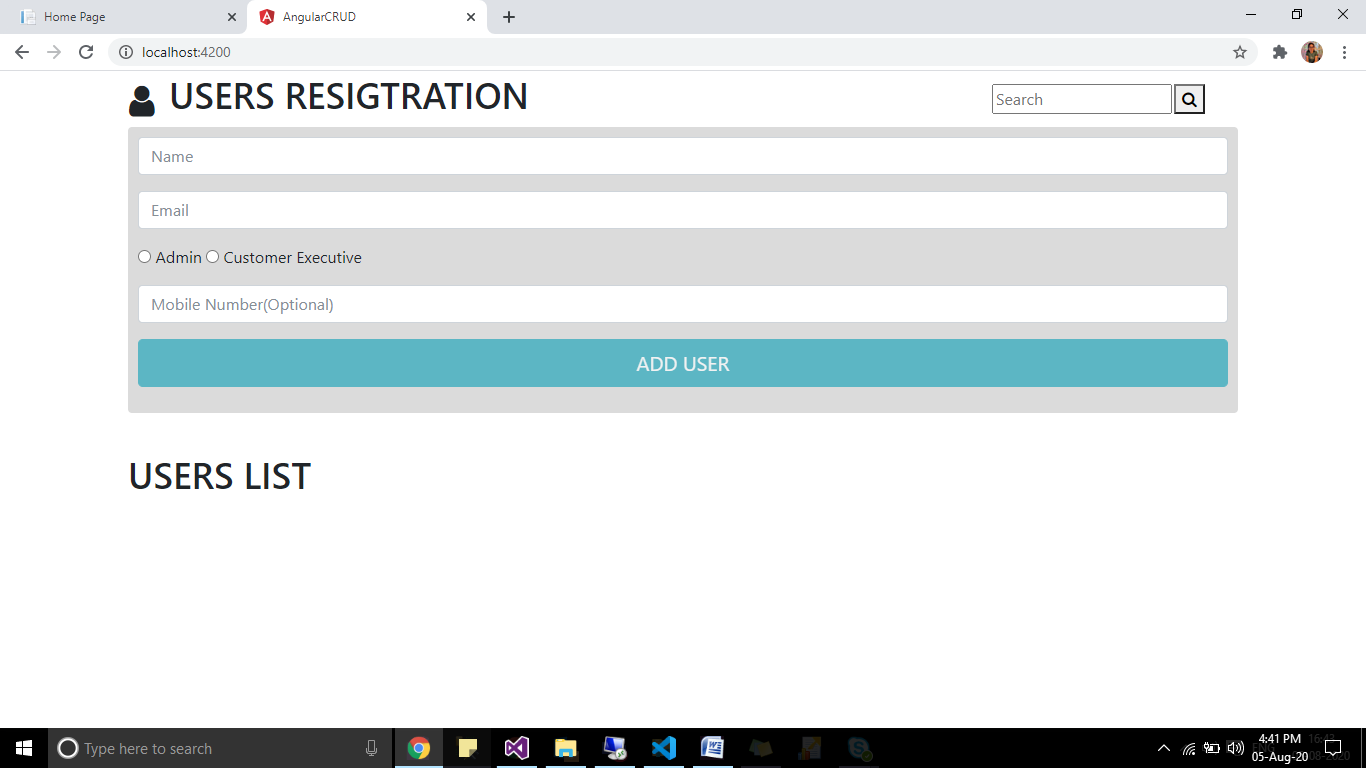 Home Page
AngularCRUD
localhost:4200
USERS RESIGTRATION
Search
Name
Email
Admin Customer Executive
Mobile Number(Optional)
ADD USER
USERS LIST
Type here to search
4:41 PM
05-Aug-20